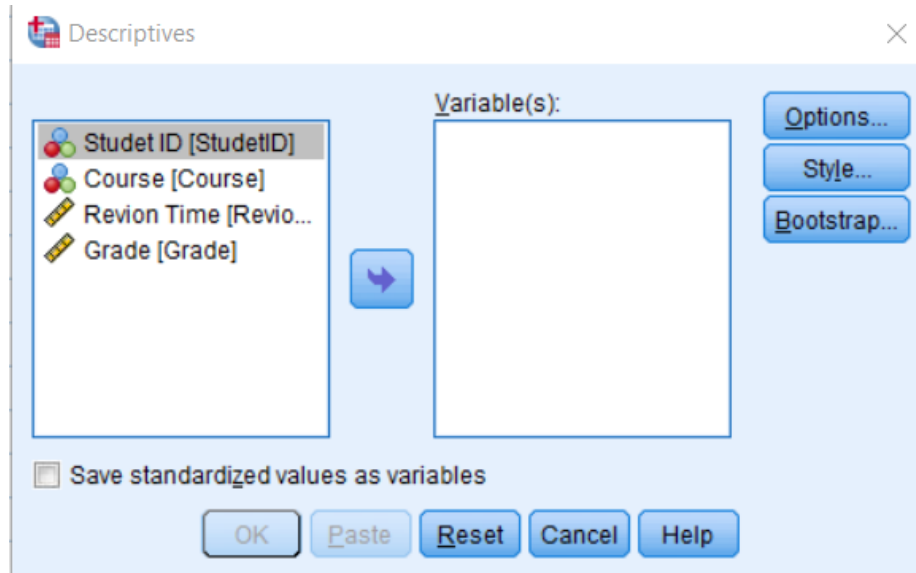 Descriptives
Variable(s):
Studet ID [StudetID]
Course [Course]
Revion Time [Revio...
Grade [Grade]
Options...
Style...
Bootstrap...
Save standardized values as variables
OK Paste Reset Cancel Help